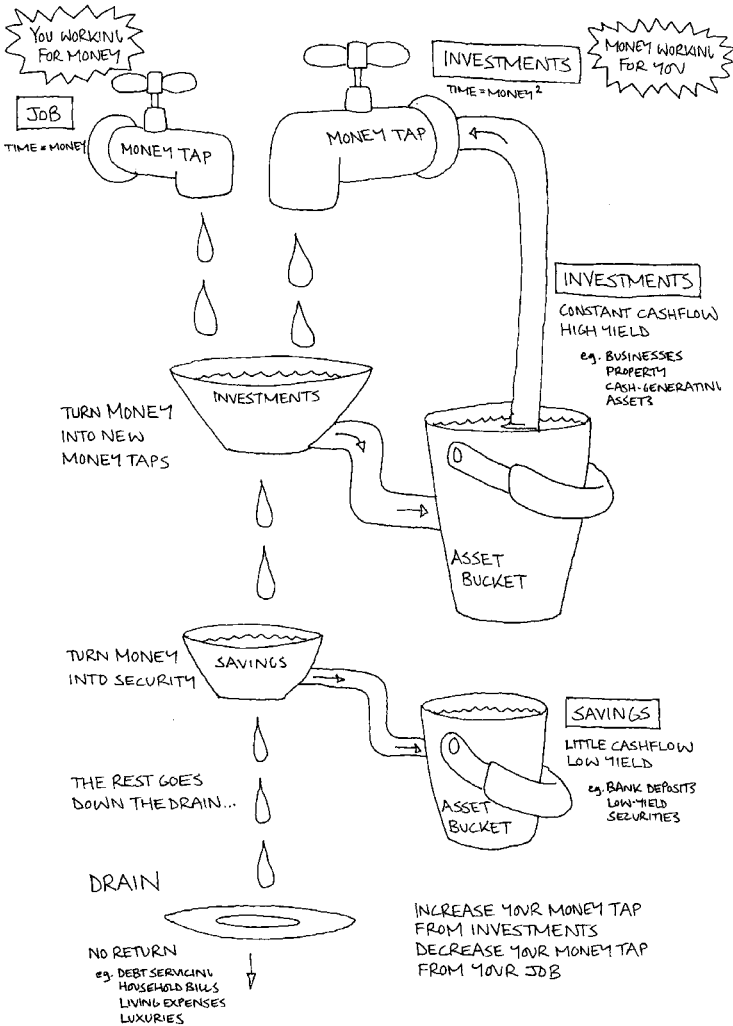 YOU WORKING
FOR MONEY
JOB
TIME = MONEY
MONEY TAP
INVESTMENTS
TIME = MONEY²
MONEY WORKING
FOR YOU
MONEY TAP
INVESTMENTS
CONSTANT CASHFLOW
HIGH YIELD
eg. BUSINESSES
PROPERTY
CASH-GENERATING
ASSETS
INVESTMENTS
TURN MONEY
INTO NEW
MONEY TAPS
ASSET
BUCKET
SAVINGS
TURN MONEY
INTO SECURITY
SAVINGS
LITTLE CASHFLOW
LOW YIELD
eg. BANK DEPOSITS
LOW-YIELD
SECURITIES
ASSET
BUCKET
THE REST GOES
DOWN THE DRAIN...
DRAIN
NO RETURN
eg. DEBT SERVICING
HOUSEHOLD BILLS
LIVING EXPENSES
LUXURIES
INCREASE YOUR MONEY TAP
FROM INVESTMENTS
DECREASE YOUR MONEY TAP
FROM YOUR JOB